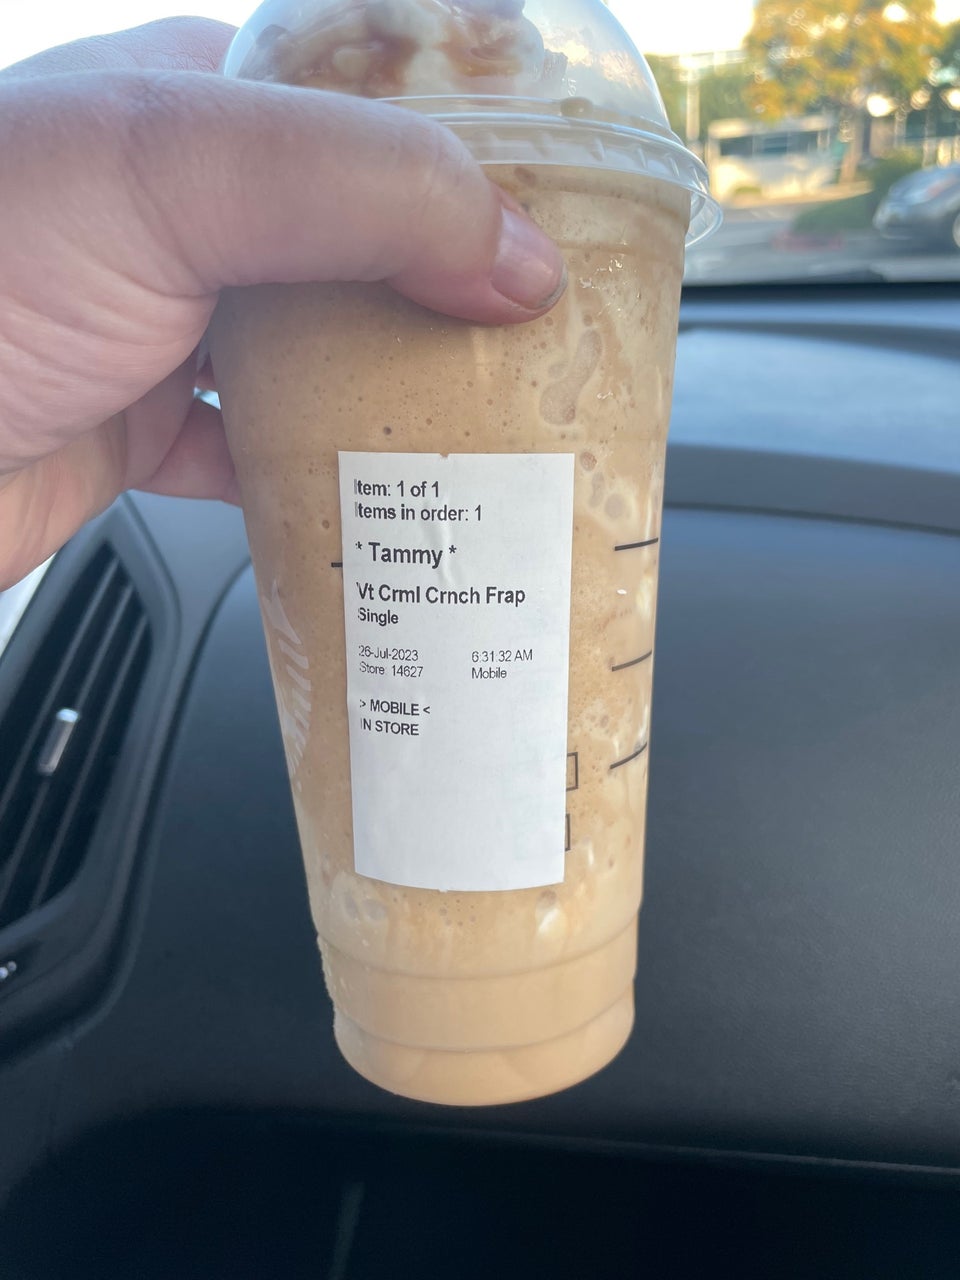 Item: 1 of 1
Items in order: 1
* Tammy *
Vt Crml Crnch Frap
Single
26-Jul-2023 6:31:32 AM
Store: 14627 Mobile
> MOBILE <
IN STORE